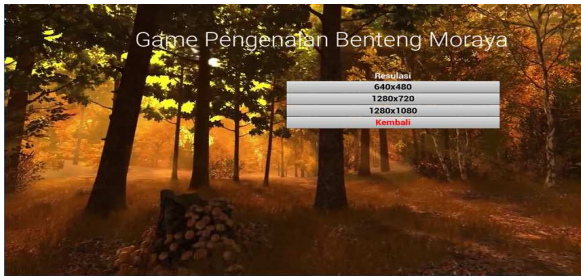 Game Pengenalan Benteng Moraya
Resulasi
640x480
1280x720
1280x1080
Kembali